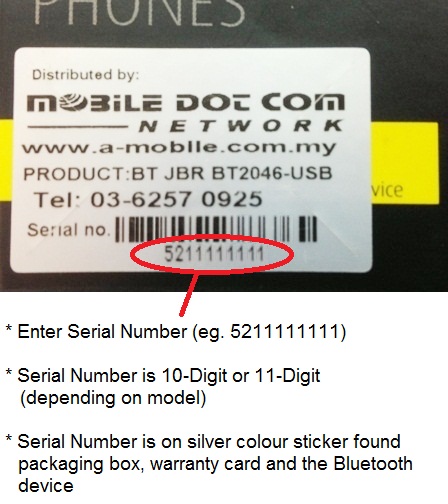 PHONES
Distributed by:
MOBILE DOT COM
NETWORK
www.a-mobile.com.my
PRODUCT:BT JBR BT2046-USB
vice
Tel: 03-6257 0925
Serial no.
5211111111
* Enter Serial Number (eg. 5211111111)
* Serial Number is 10-Digit or 11-Digit
(depending on model)
* Serial Number is on silver colour sticker found
packaging box, warranty card and the Bluetooth
device